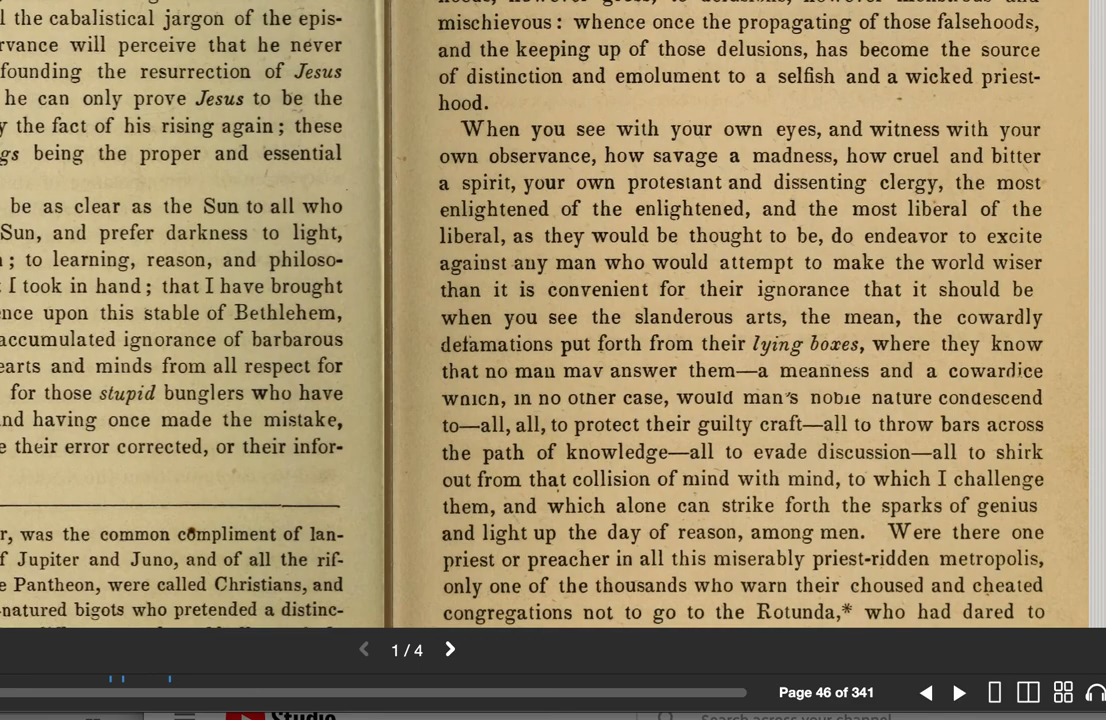 l the cabalistical jargon of the epis-
rvance will perceive that he never
founding the resurrection of Jesus
he can only prove Jesus to be the
y the fact of his rising again; these
gs being the proper and essential
be as clear as the Sun to all who
Sun, and prefer darkness to light,
; to learning, reason, and philoso-
I took in hand; that I have brought
nce upon this stable of Bethlehem,
accumulated ignorance of barbarous
earts and minds from all respect for
for those stupid bunglers who have
nd having once made the mistake,
e their error corrected, or their infor-
r, was the common compliment of lan-
f Jupiter and Juno, and of all the rif-
e Pantheon, were called Christians, and
-natured bigots who pretended a distinc-
mischievous: whence once the propagating of those falsehoods,
and the keeping up of those delusions, has become the source
of distinction and emolument to a selfish and a wicked priest-
hood.
When you see with your own eyes, and witness with your
own observance, how savage a madness, how cruel and bitter
a spirit, your own protestant and dissenting clergy, the most
enlightened of the enlightened, and the most liberal of the
liberal, as they would be thought to be, do endeavor to excite
against any man who would attempt to make the world wiser
than it is convenient for their ignorance that it should be
when you see the slanderous arts, the mean, the cowardly
defamations put forth from their lying boxes, where they know
that no man may answer them—a meanness and a cowardice
which, in no other case, would man's noble nature condescend
to—all, all, to protect their guilty craft—all to throw bars across
the path of knowledge—all to evade discussion—all to shirk
out from that collision of mind with mind, to which I challenge
them, and which alone can strike forth the sparks of genius
and light up the day of reason, among men. Were there one
priest or preacher in all this miserably priest-ridden metropolis,
only one of the thousands who warn their choused and cheated
congregations not to go to the Rotunda,* who had dared to
1 / 4
Page 46 of 341
Studio
Search across your channel